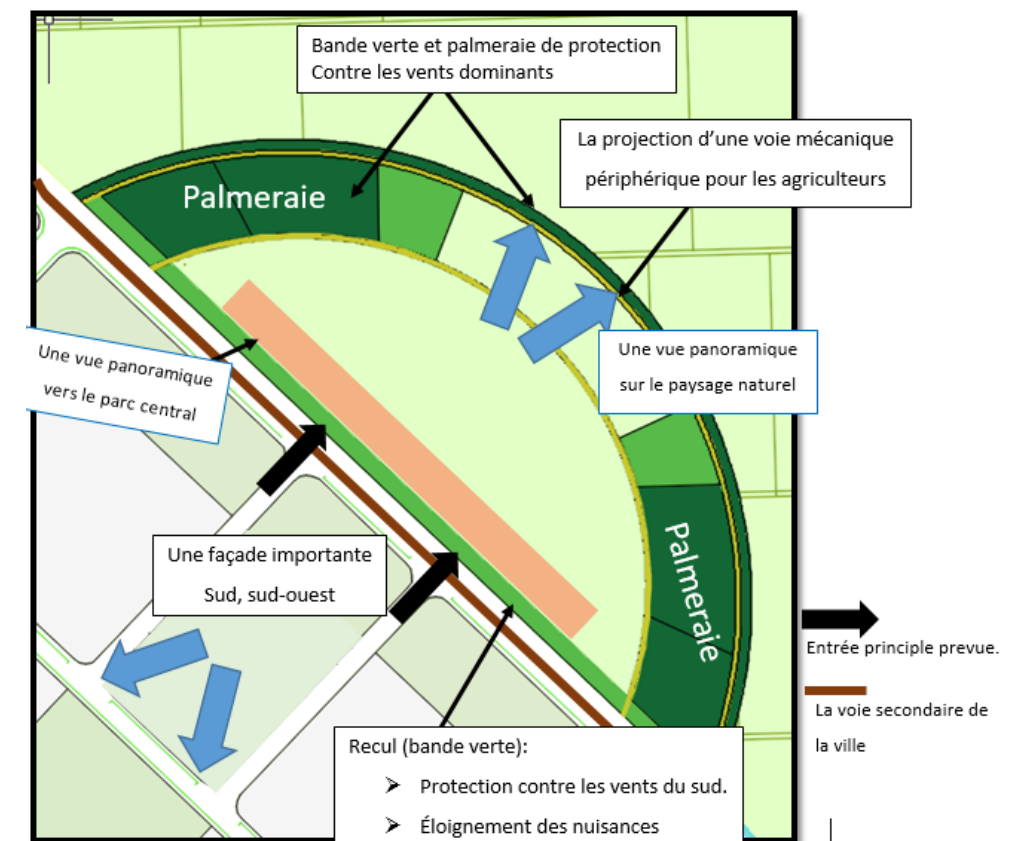 Bande verte et palmeraie de protection
Contre les vents dominants
La projection d'une voie mécanique
périphérique pour les agriculteurs
Palmeraie
Une vue panoramique
vers le parc central
Une vue panoramique
sur le paysage naturel
Une façade importante
Sud, sud-ouest
Palmeraie
Entrée principle prevue.
La voie secondaire de
la ville
Recul (bande verte):
➢ Protection contre les vents du sud.
➢ Éloignement des nuisances